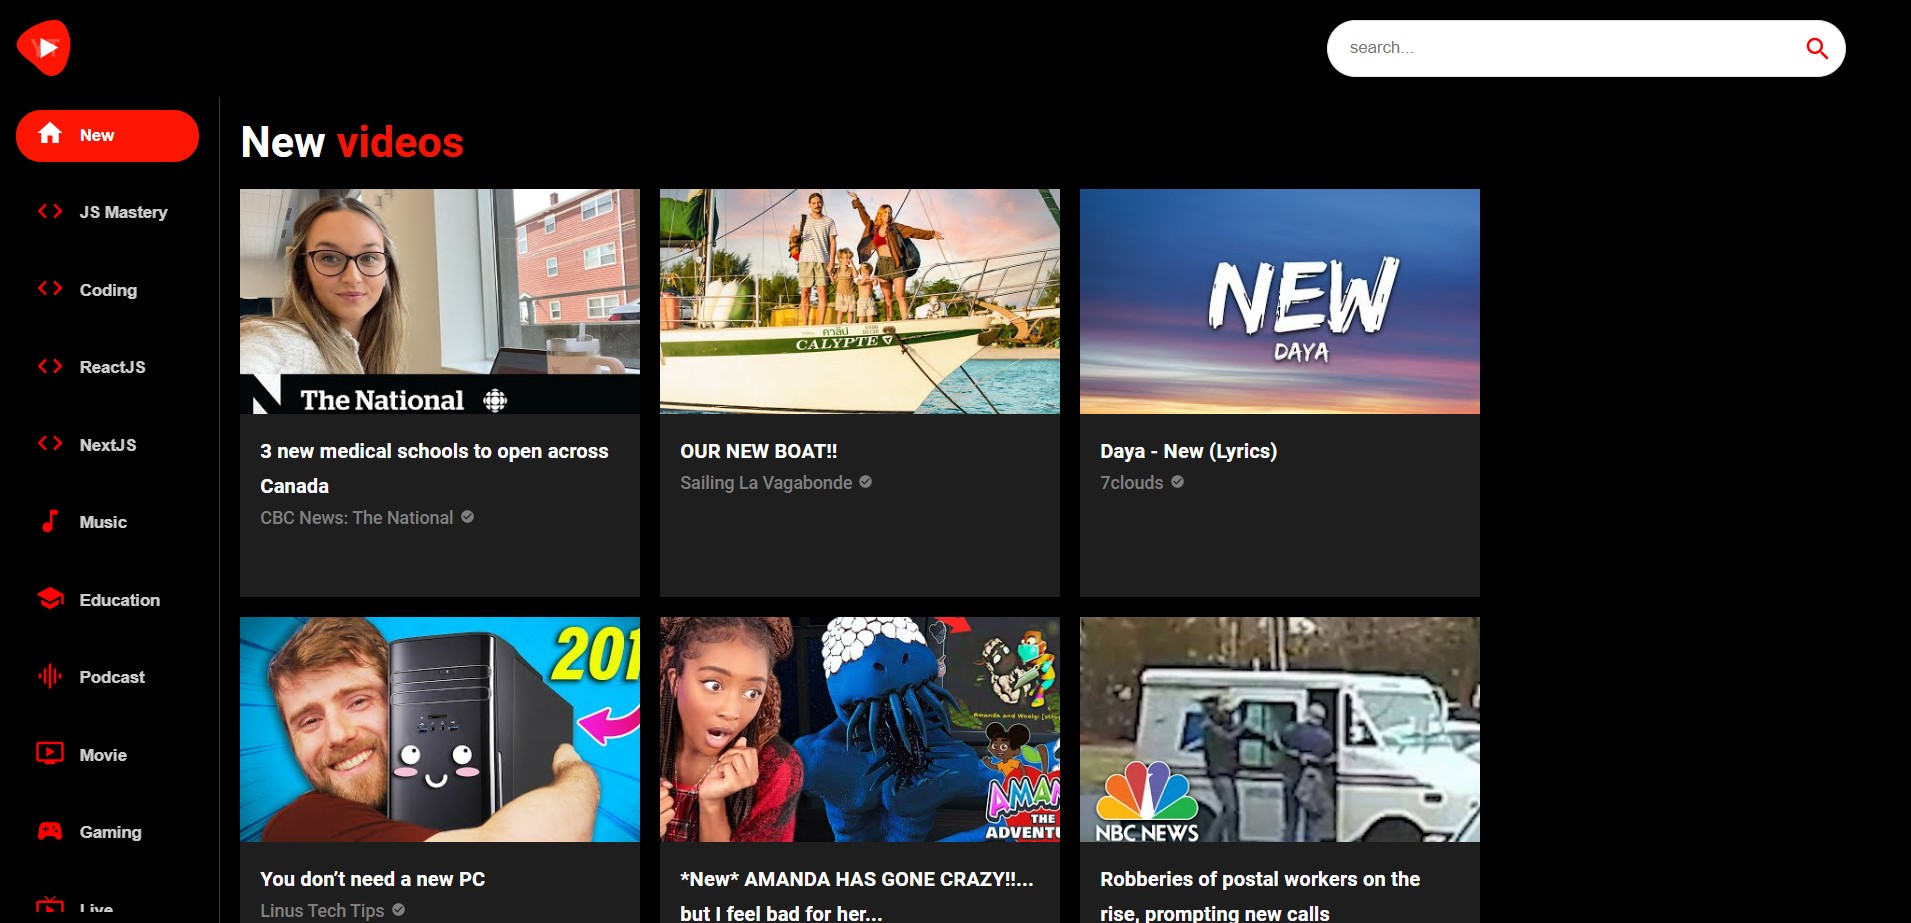 search...
New
JS Mastery
Coding
ReactJS
NextJS
Music
Education
Podcast
Movie
Gaming
Live
New videos
The National
3 new medical schools to open across
Canada
CBC News: The National
CALYPTE
OUR NEW BOAT!!
Sailing La Vagabonde
NEW
DAYA
Daya - New (Lyrics)
7clouds
201
You don’t need a new PC
Linus Tech Tips
AMAN
THE
ADVENTU
*New* AMANDA HAS GONE CRAZY!!...
but I feel bad for her...
NBC NEWS
Robberies of postal workers on the
rise, prompting new calls